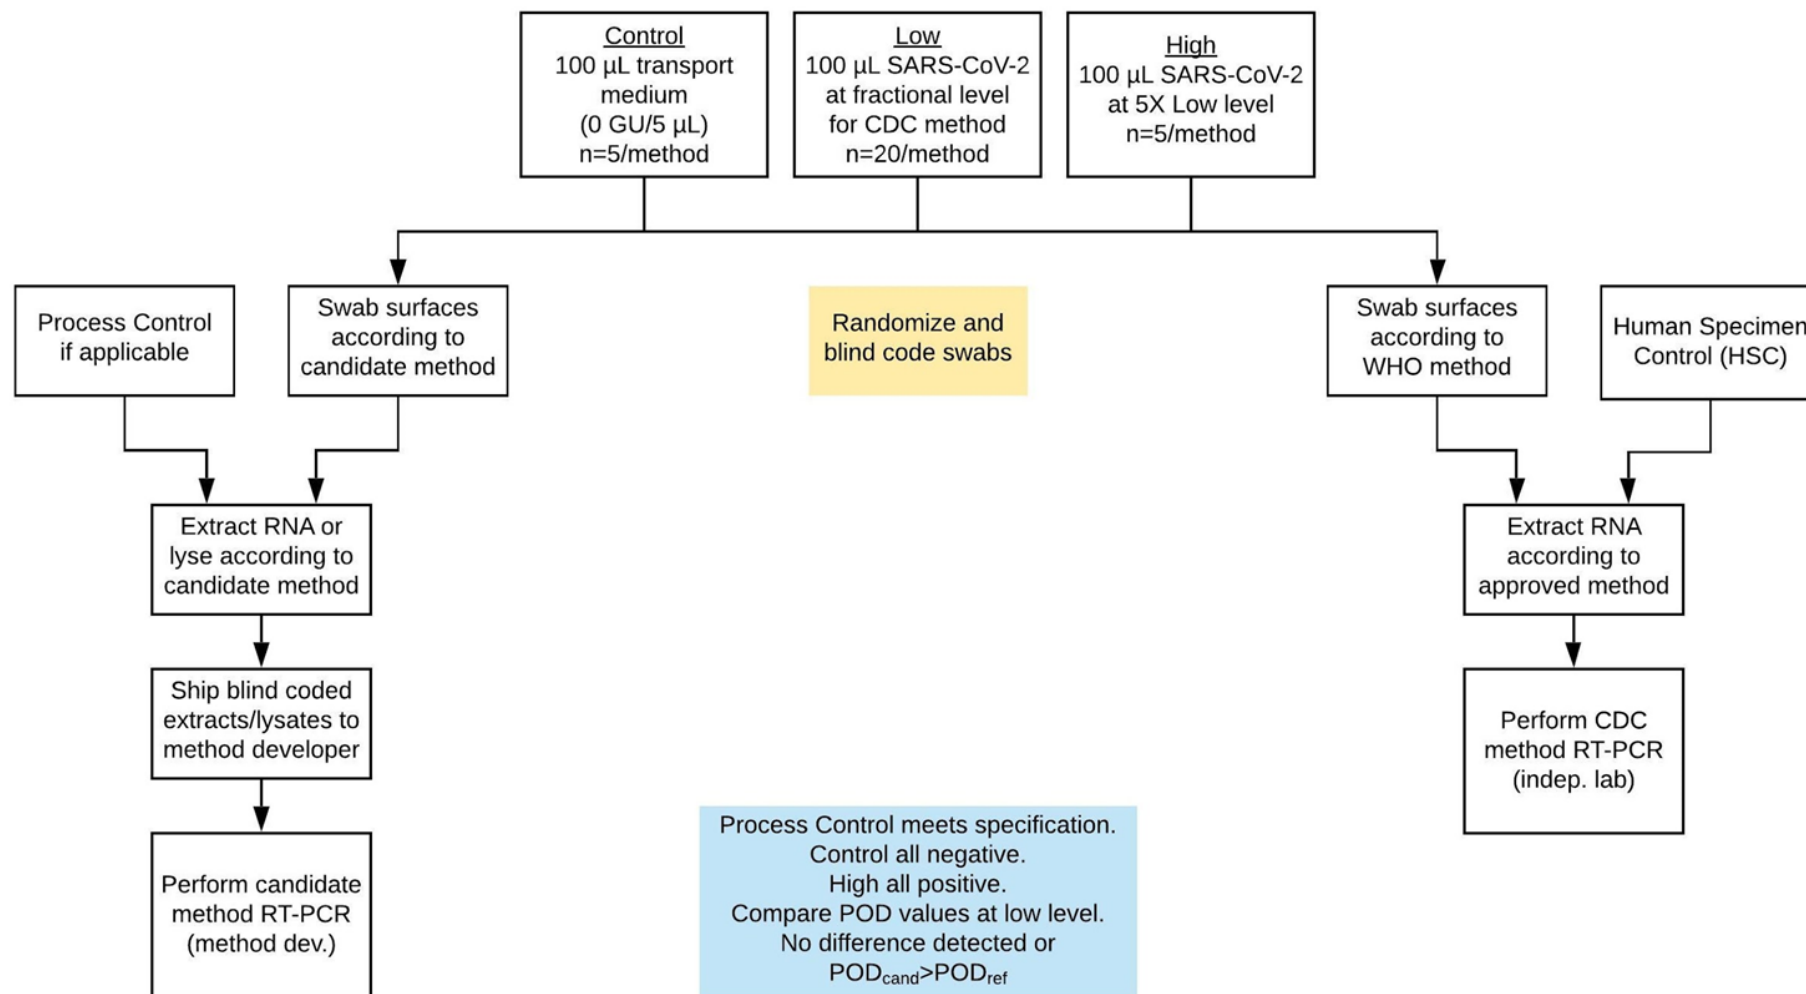 Control
100 µL transport
medium
(0 GU/5 µL)
n=5/method
Low
100 µL SARS-CoV-2
at fractional level
for CDC method
n=20/method
High
100 µL SARS-CoV-2
at 5X Low level
n=5/method
Process Control
if applicable
Swab surfaces
according to
candidate method
Randomize and
blind code swabs
Swab surfaces
according to
WHO method
Human Specimen
Control (HSC)
Extract RNA or
lyse according to
candidate method
Extract RNA
according to
approved method
Ship blind coded
extracts/lysates to
method developer
Perform CDC
method RT-PCR
(indep. lab)
Perform candidate
method RT-PCR
(method dev.)
Process Control meets specification.
Control all negative.
High all positive.
Compare POD values at low level.
No difference detected or
PODcand>PODref